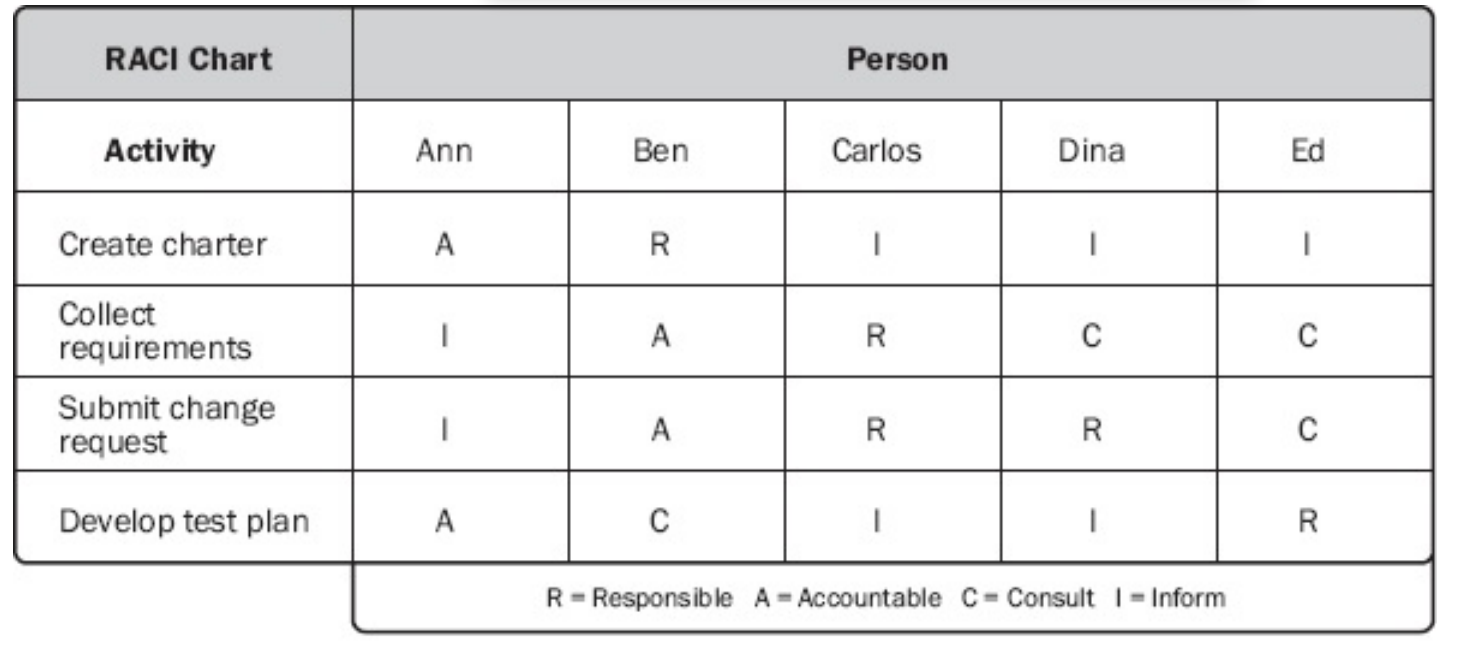 RACI Chart Person
Activity Ann Ben Carlos Dina Ed
Create charter A R I I I
Collect
requirements I A R C C
Submit change
request I A R R C
Develop test plan A C I I R
R = Responsible A = Accountable C = Consult I = Inform